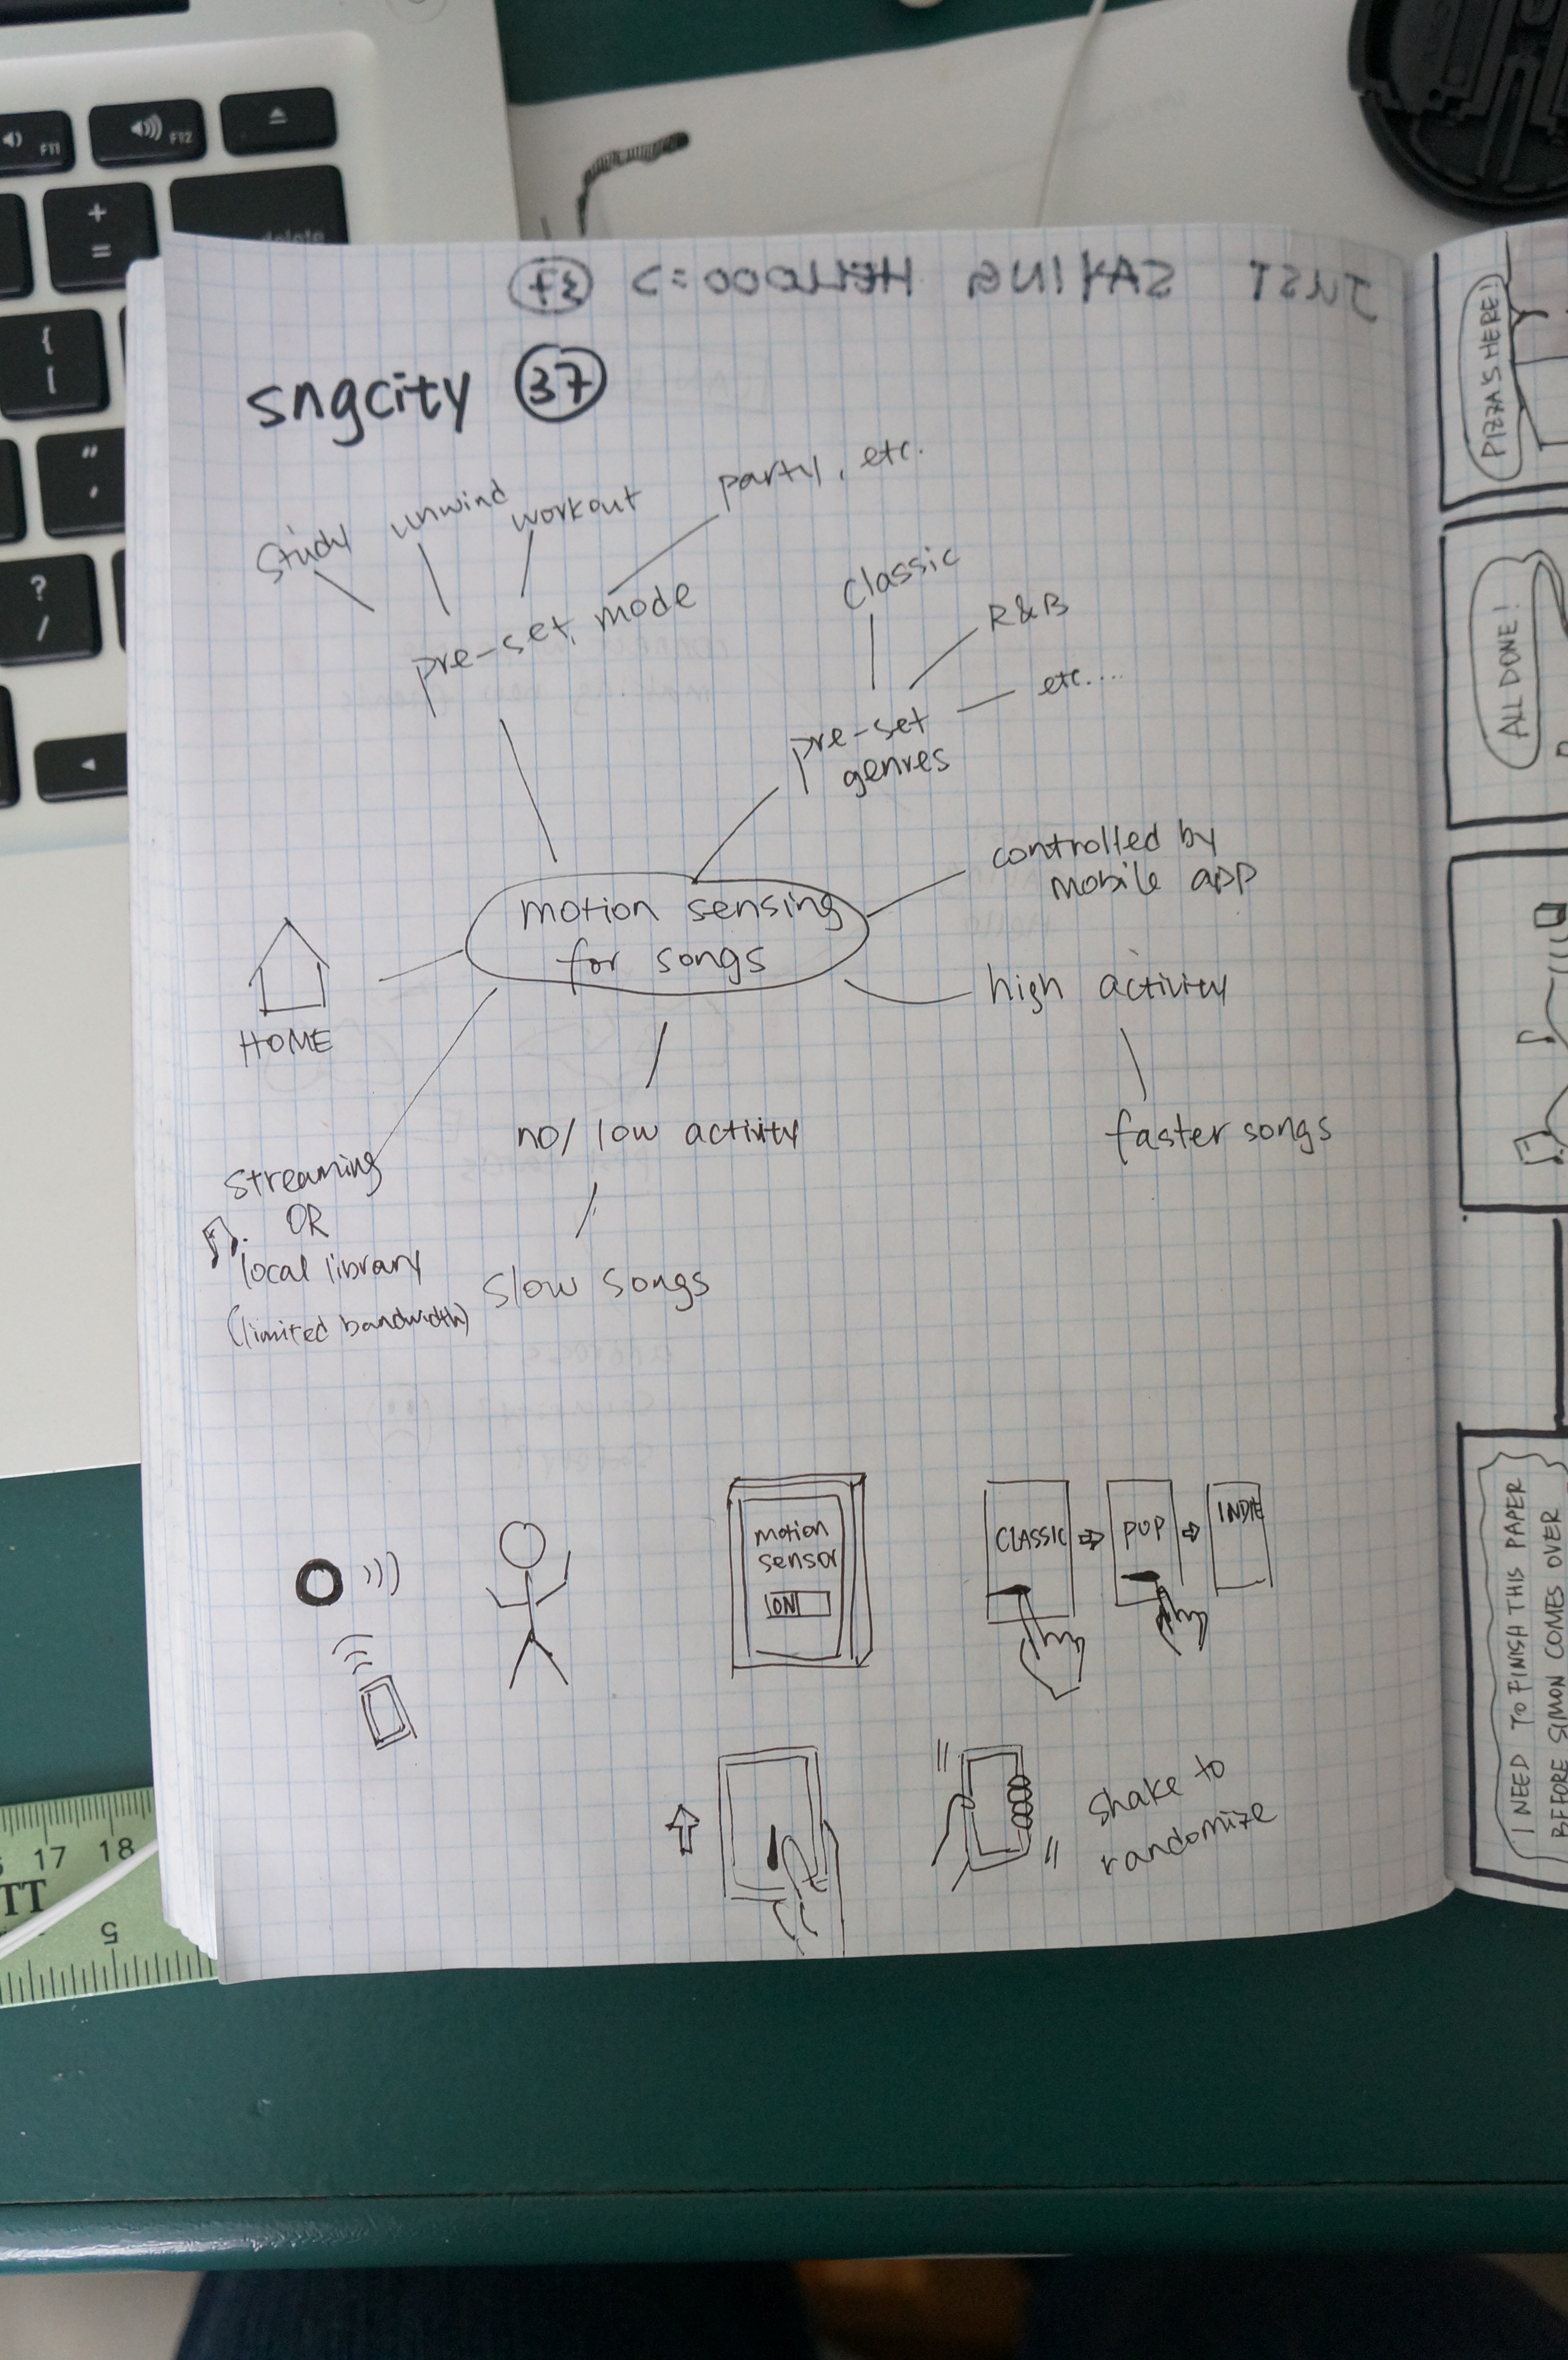 F11
F12
+
=
delete
{
[
"
'
?
/
JUST SAYING HELLOOO =)
sngcity 37
study
unwind
workout
party, etc.
pre-set mode
classic
R&B
etc....
pre-set
genres
controlled by
mobile app
motion sensing
for songs
HOME
high activity
faster songs
no/ low activity
slow songs
streaming
OR
local library
(limited bandwidth)
motion
sensor
ON
CLASSIC
POP
INDIE
shake to
randomize
PIZZA'S HERE!
ALL DONE!
I NEED TO FINISH THIS PAPER
BEFORE SIMON COMES OVER
17 18
TT
5